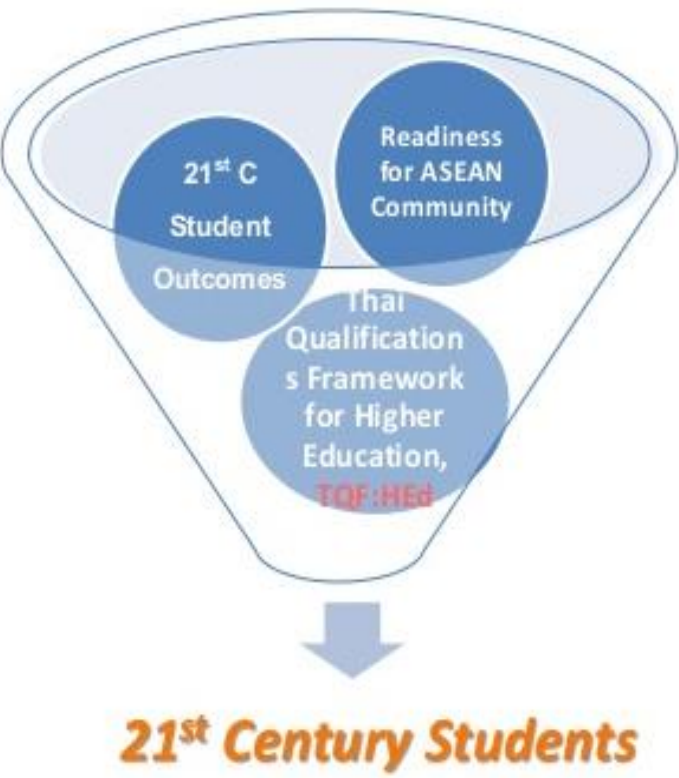 21st C
Student
Outcomes
Readiness
for ASEAN
Community
Thai
Qualification
s Framework
for Higher
Education,
TQF:HEd
21st Century Students